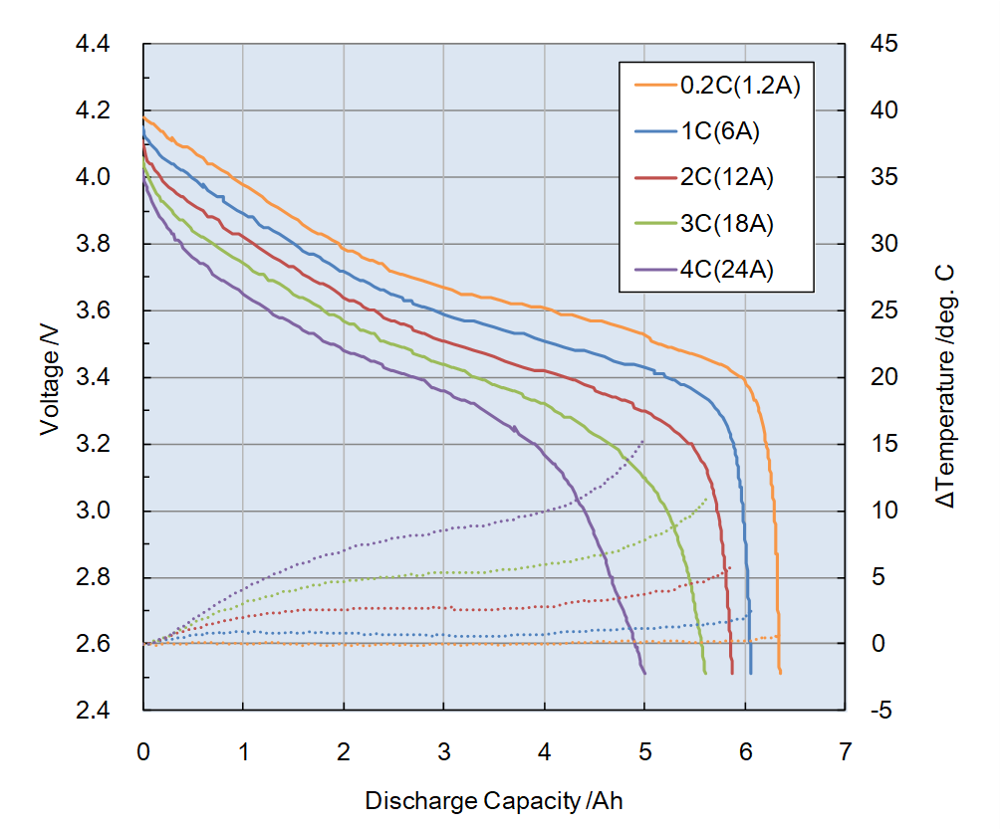 4.4
4.2
4.0
3.8
3.6
3.4
3.2
3.0
2.8
2.6
2.4
Voltage /V
0.2C(1.2A)
1C(6A)
2C(12A)
3C(18A)
4C(24A)
45
40
35
30
25
20
15
10
5
0
-5
ΔTemperature /deg. C
0 1 2 3 4 5 6 7
Discharge Capacity /Ah